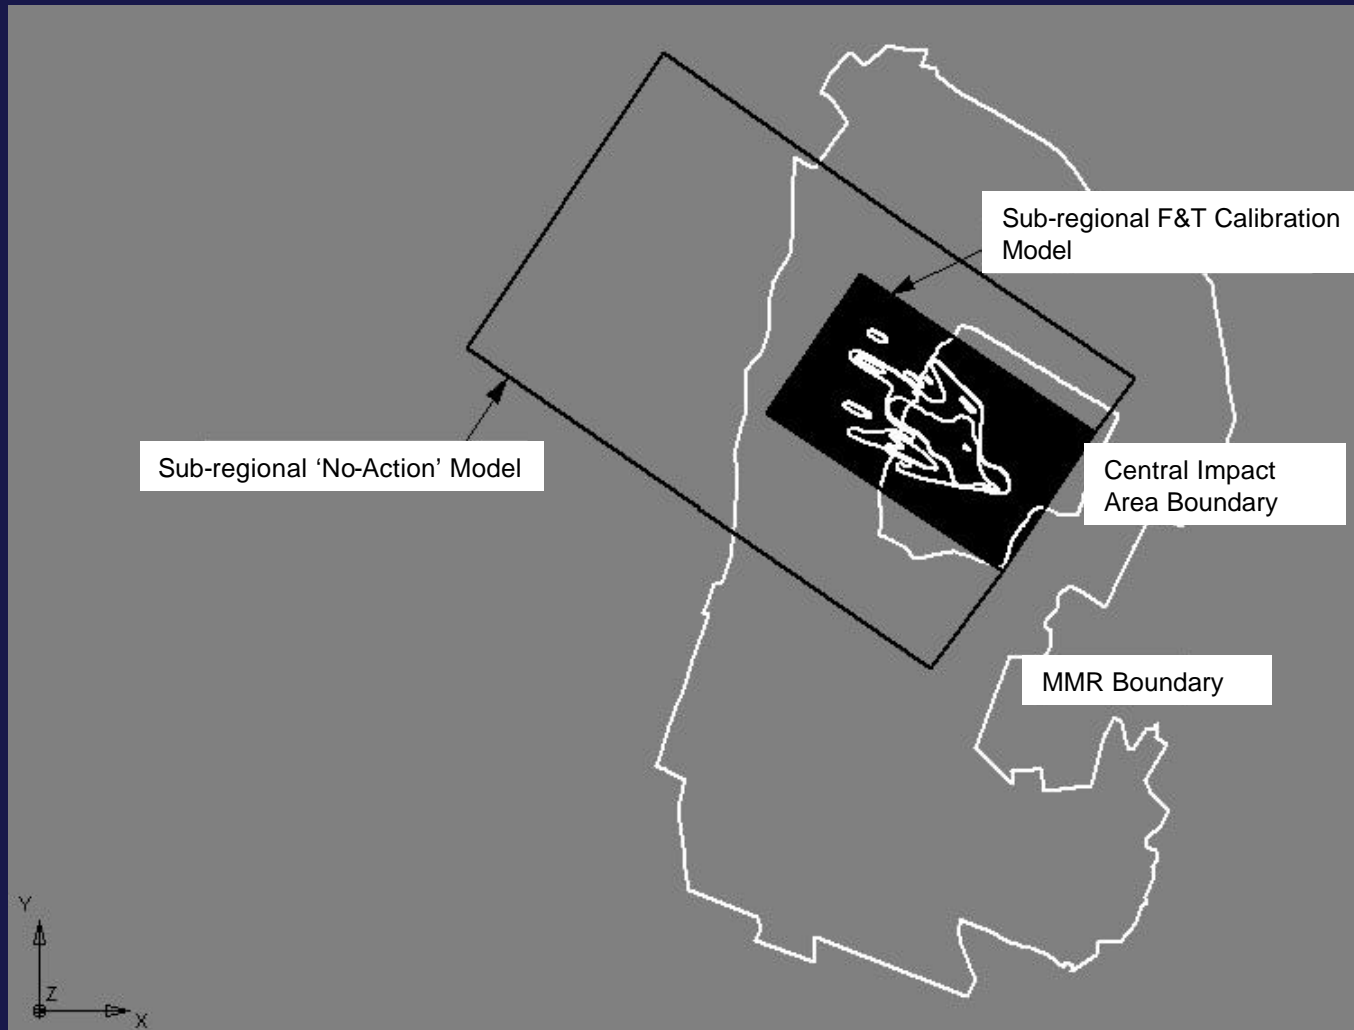 Sub-regional F&T Calibration
Model
Sub-regional ‘No-Action’ Model
Central Impact
Area Boundary
MMR Boundary
Y
Z
X